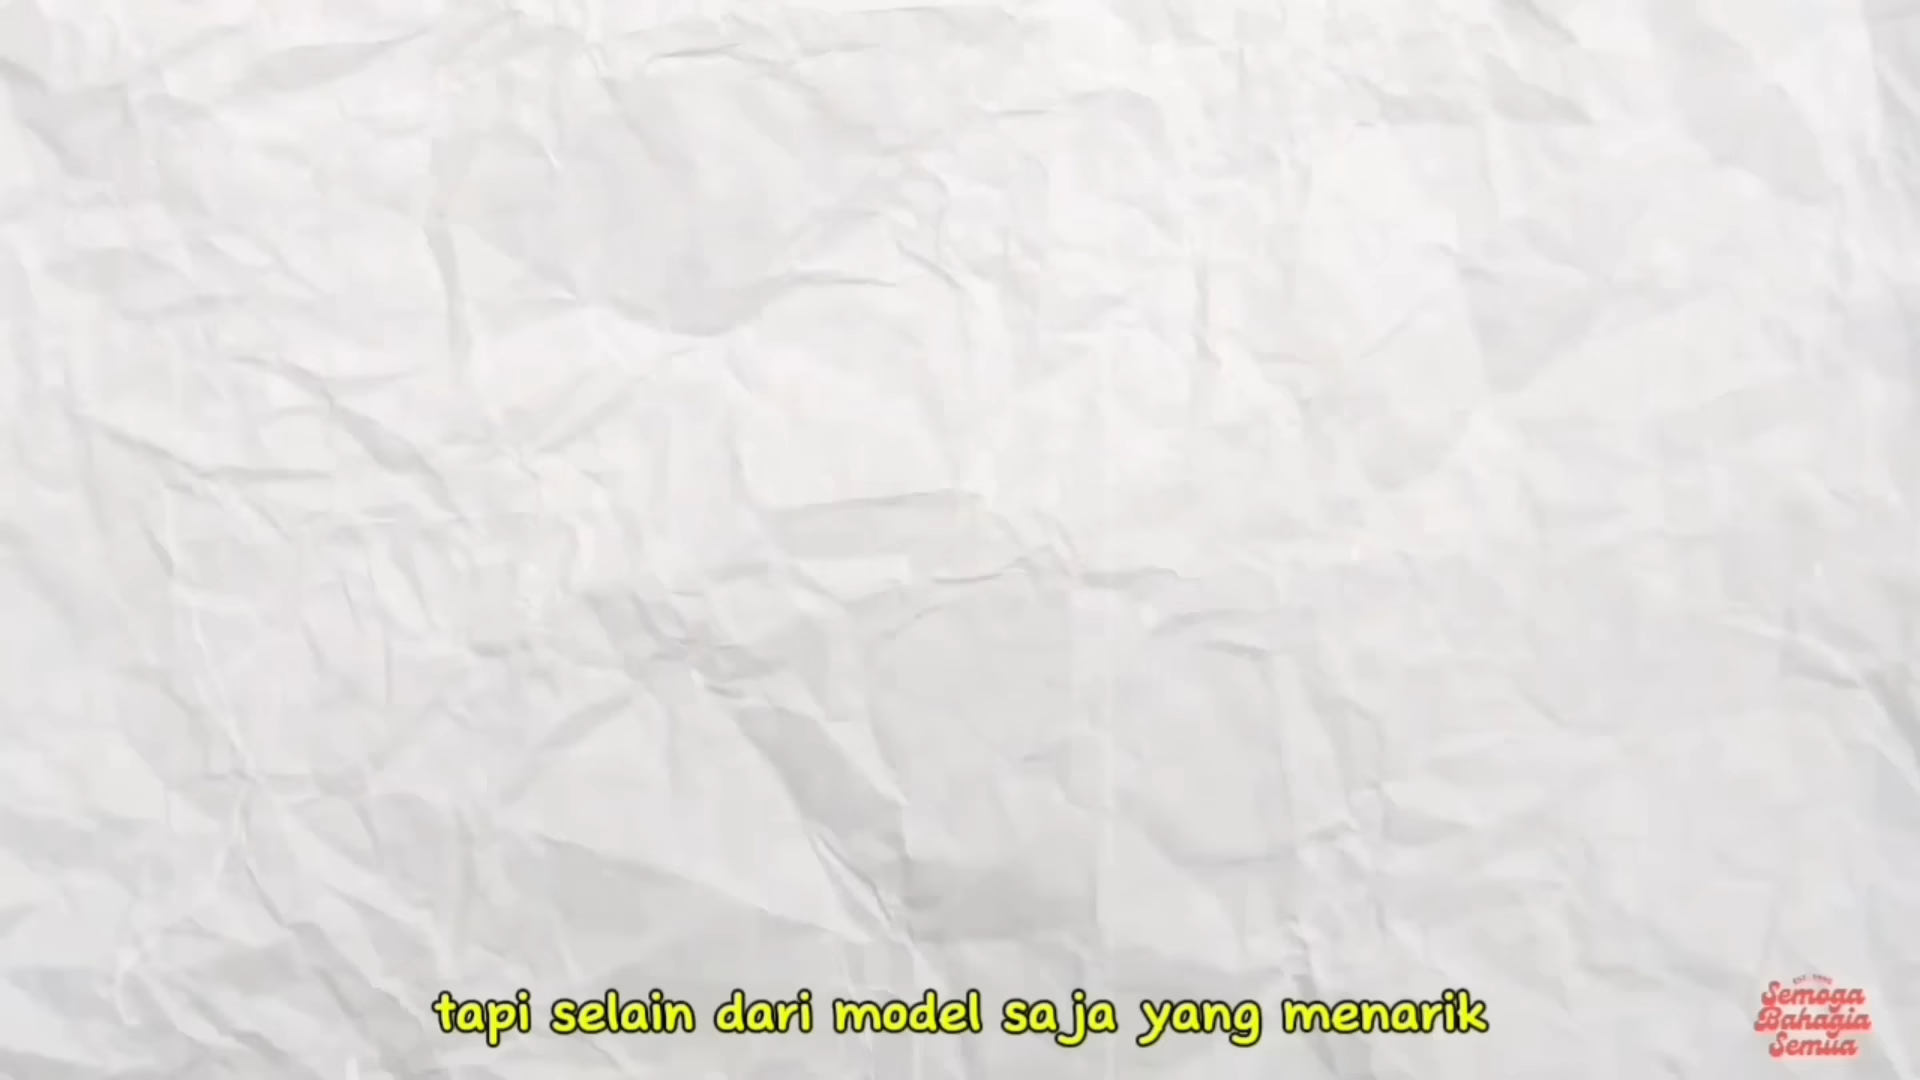 tapi selain dari model saja yang menarik
Semoga
Bahagia
Semua